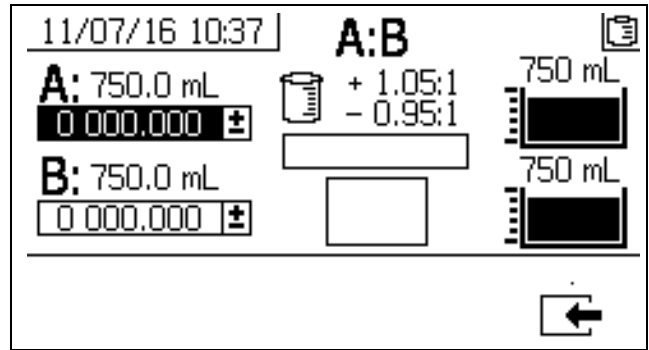 11/07/16 10:37
A:B
A: 750.0 mL
0 000.000 ±
+ 1.05:1
- 0.95:1
750 mL
B: 750.0 mL
0 000.000 ±
750 mL